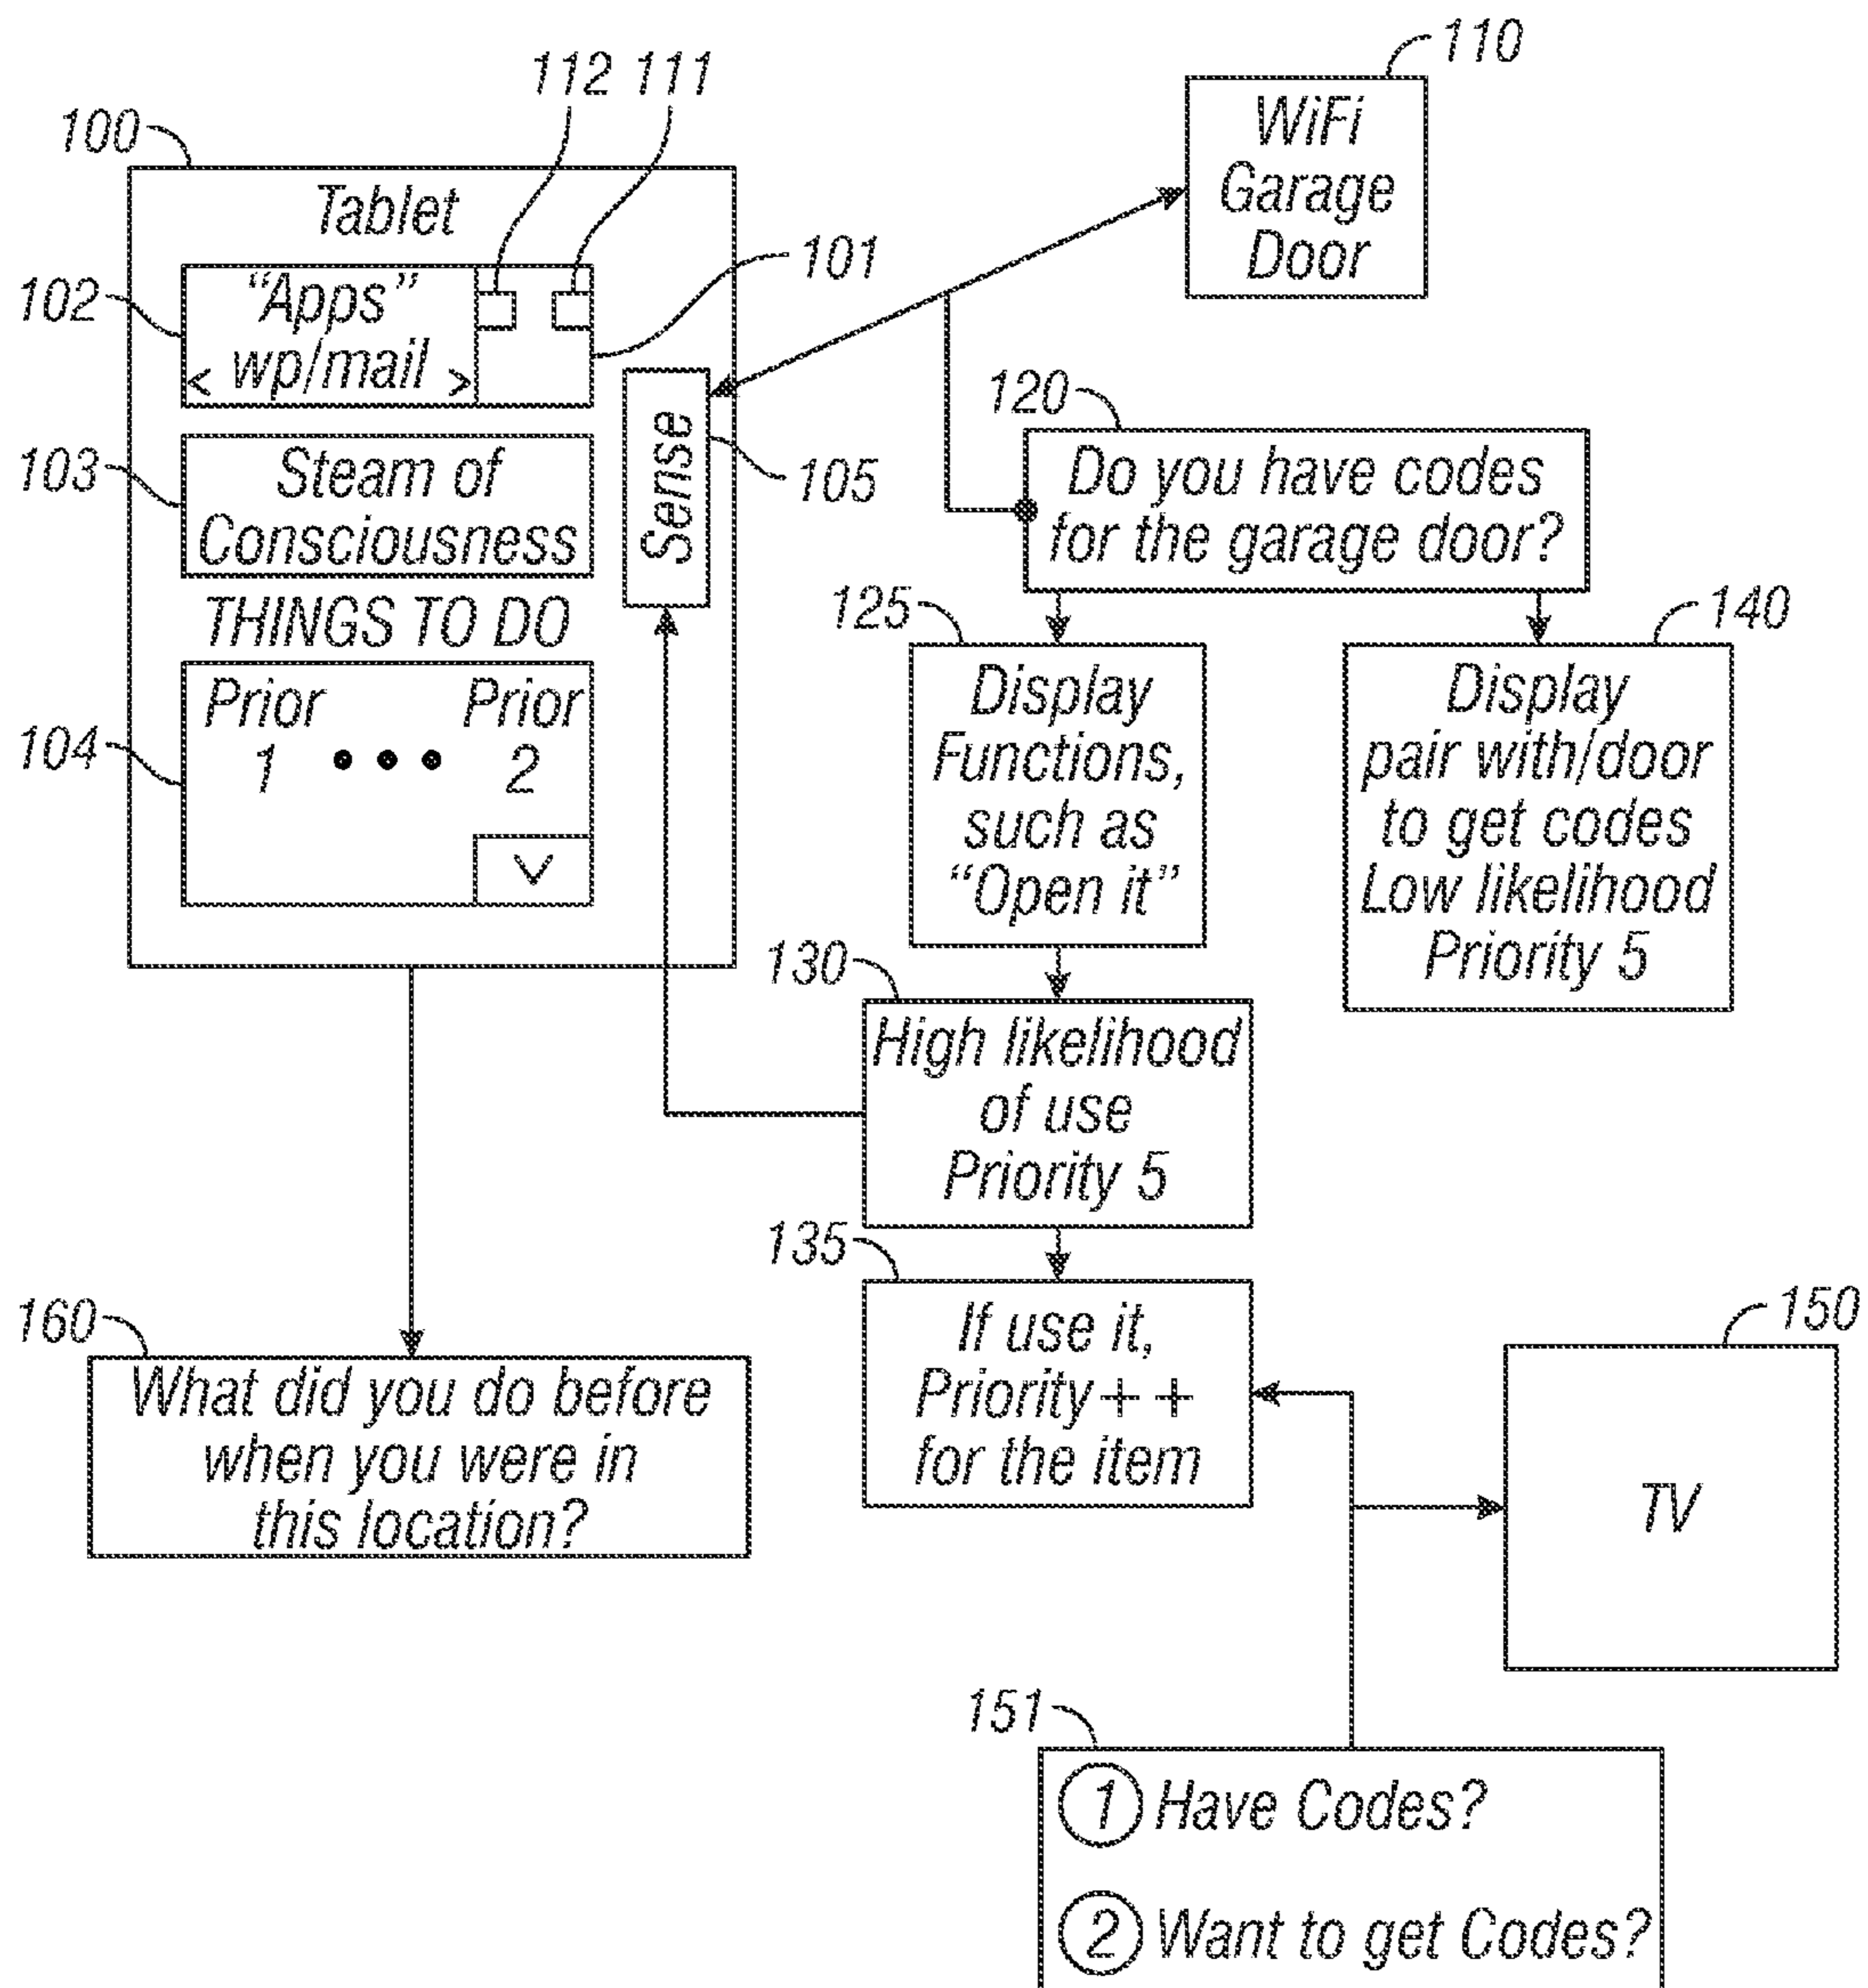 112 111
110
100
Tablet
WiFi
Garage
Door
102
"Apps"
< wp/mail >
101
103
Steam of
Consciousness
Sense
105
120
Do you have codes
for the garage door?
THINGS TO DO
104
Prior Prior
1 ••• 2
V
125
Display
Functions,
such as
"Open it"
140
Display
pair with/door
to get codes
Low likelihood
Priority 5
130
High likelihood
of use
Priority 5
135
If use it,
Priority + +
for the item
160
What did you do before
when you were in
this location?
150
TV
151
1 Have Codes?
2 Want to get Codes?